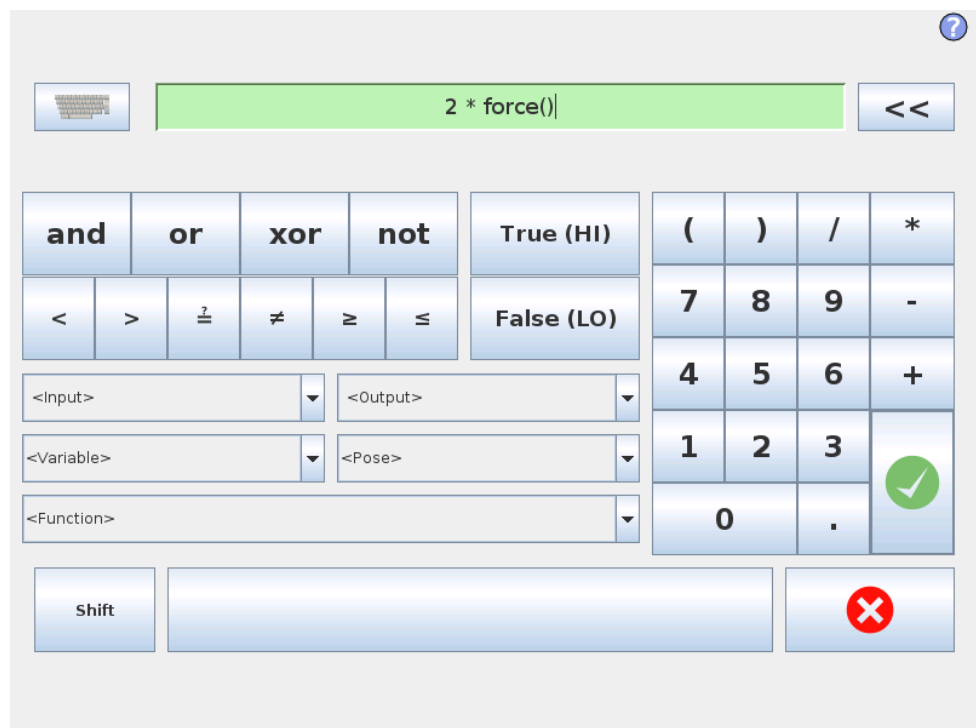 ?
2 * force()
<<
and or xor not True (HI) ( ) / *
7 8 9 -
< > ≟ ≠ ≥ ≤ False (LO)
4 5 6 +
<Input> <Output>
1 2 3
<Variable> <Pose>
<Function>
0 .
Shift